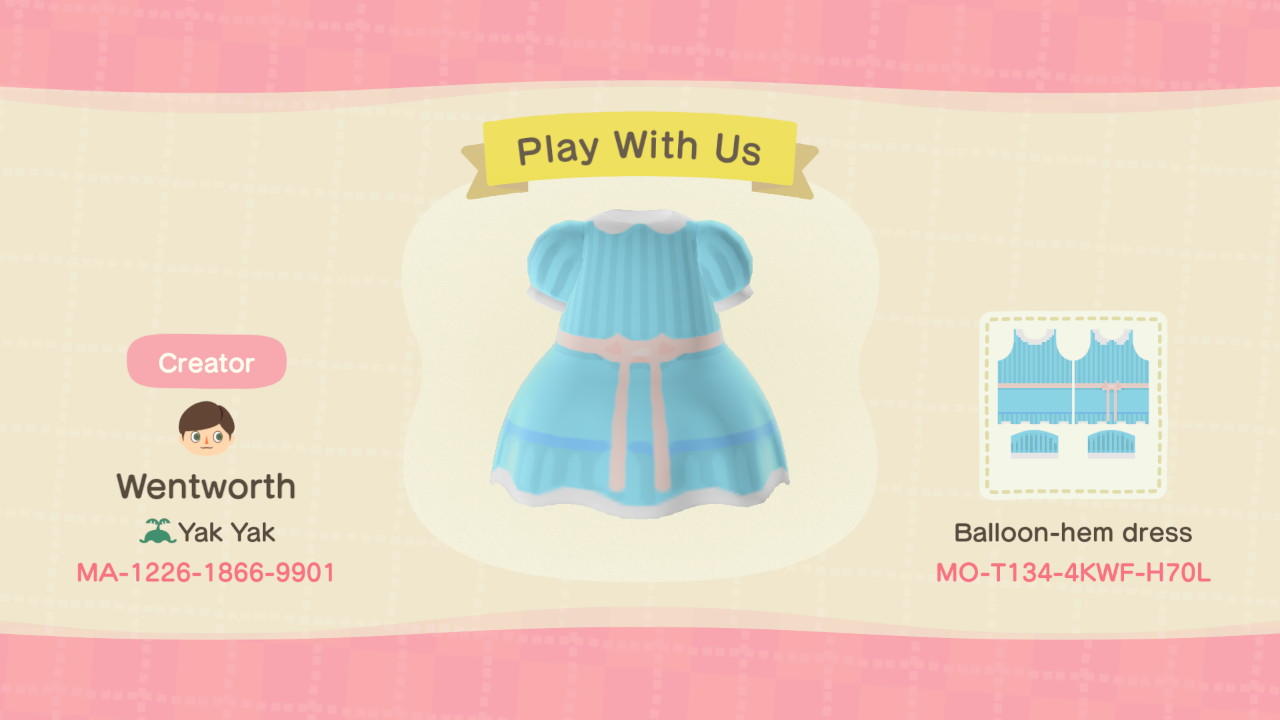 Play With Us
Creator
Wentworth
Yak Yak
MA-1226-1866-9901
Balloon-hem dress
MO-T134-4KWF-H70L